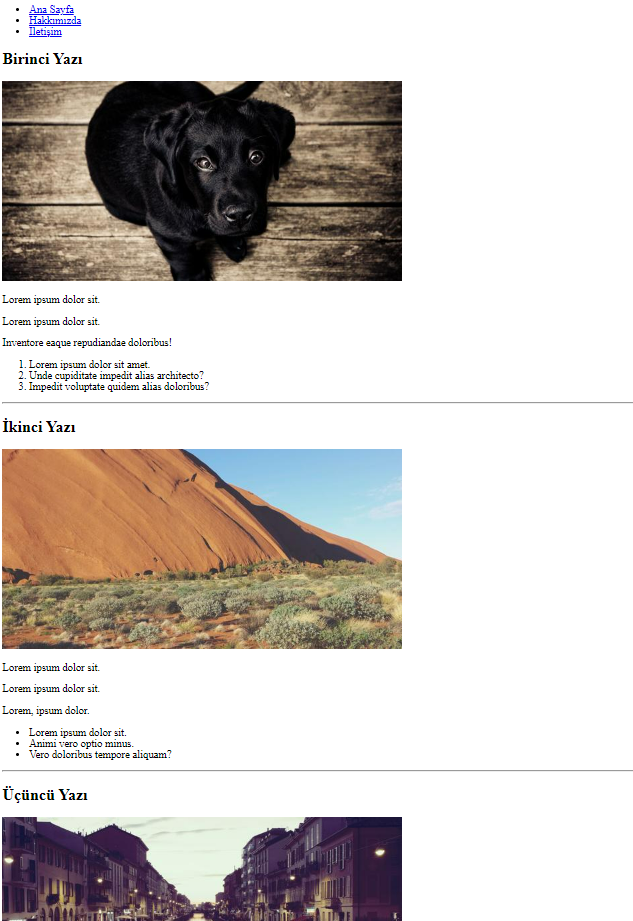 Ana Sayfa
Hakkımızda
İletişim
Birinci Yazı
Lorem ipsum dolor sit.
Lorem ipsum dolor sit.
Inventore eaque repudiandae doloribus!
1. Lorem ipsum dolor sit amet.
2. Unde cupiditate impedit alias architecto?
3. Impedit voluptate quidem alias doloribus?
İkinci Yazı
Lorem ipsum dolor sit.
Lorem ipsum dolor sit.
Lorem, ipsum dolor.
Lorem ipsum dolor sit.
Animi vero optio minus.
Vero doloribus tempore aliquam?
Üçüncü Yazı